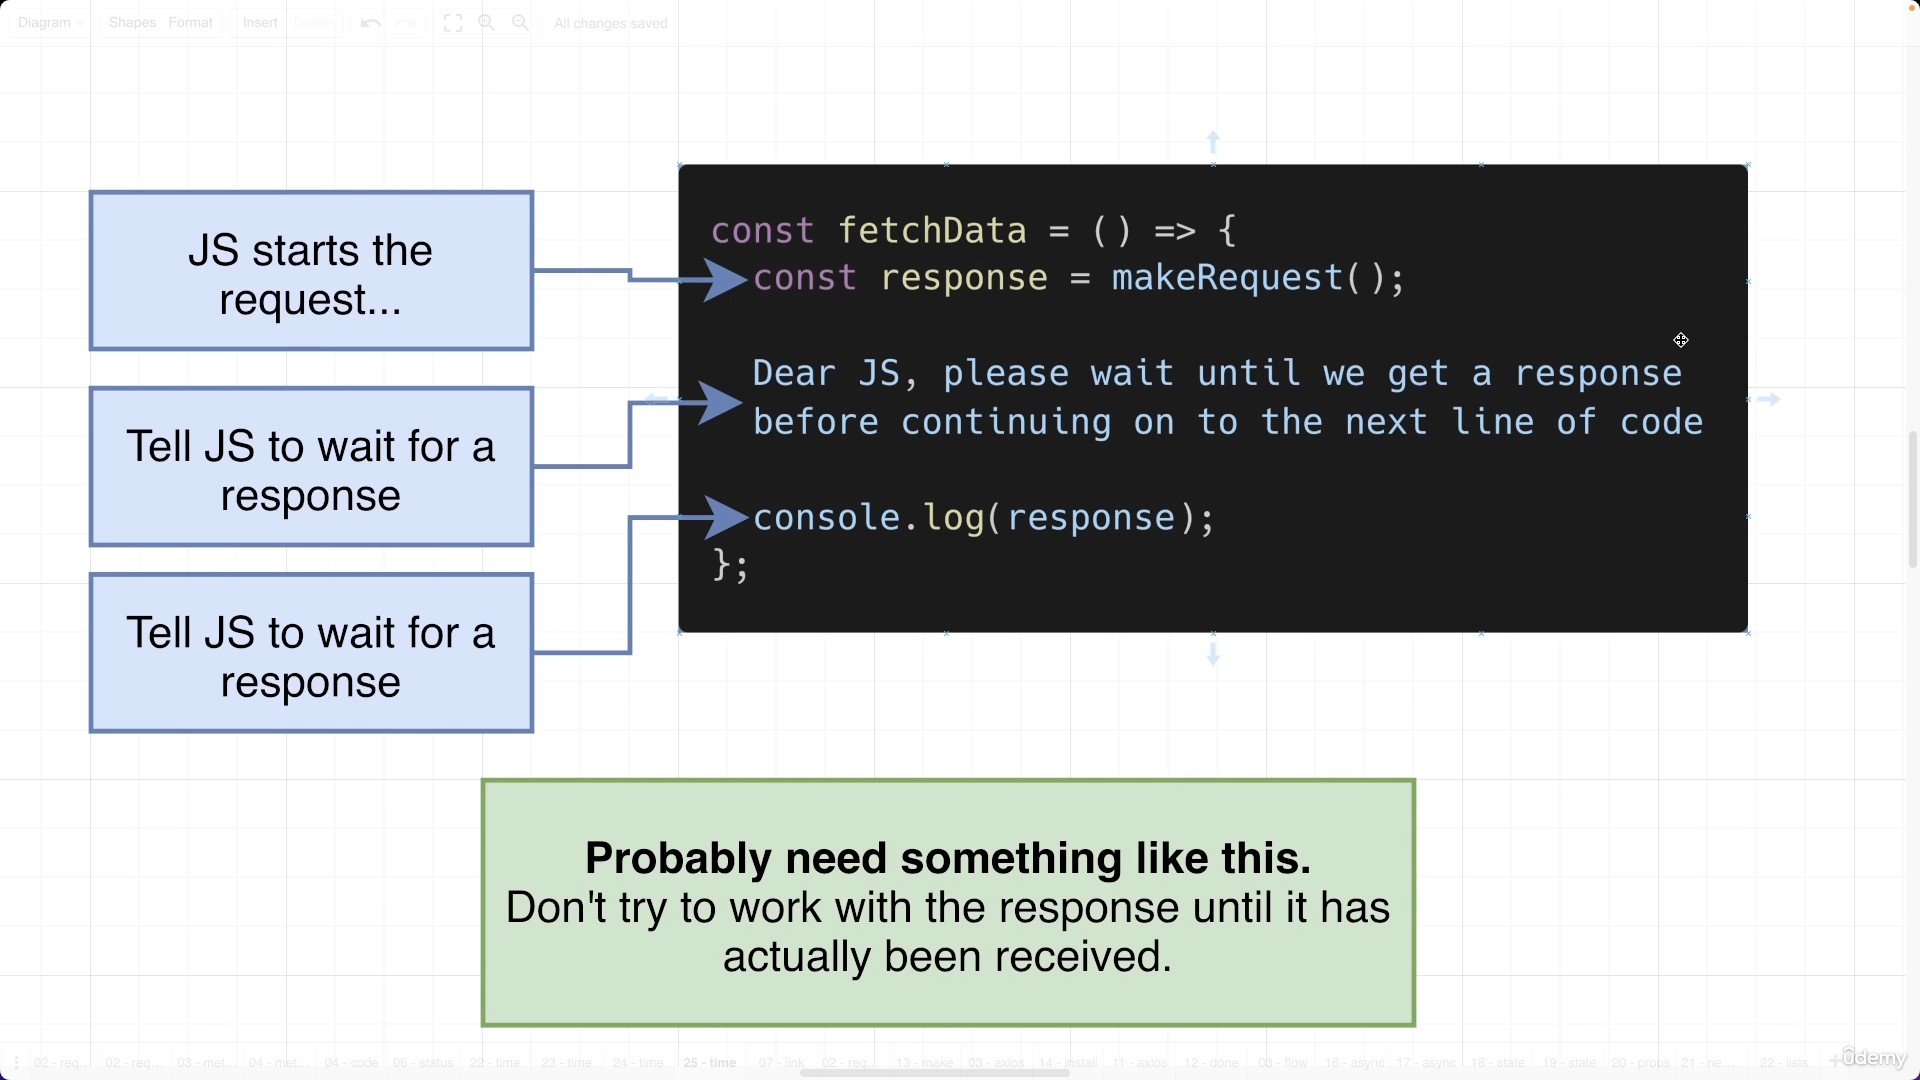 Diagram
Shapes
Format
Insert
Delete
All changes saved
JS starts the
request...
Tell JS to wait for a
response
Tell JS to wait for a
response
const fetchData = () => {
const response = makeRequest();
Dear JS, please wait until we get a response
before continuing on to the next line of code
console.log(response);
};
Probably need something like this.
Don't try to work with the response until it has
actually been received.
02 - req...
02 - req...
03 - met...
04 - met...
04 - code
06 - status
22 - time
23 - time
24 - time
25 - time
07 - link
02 - req...
13 - make
03 - axios
14 - install
11 - axios
12 - done
03 - flow
16 - async
17 - async
18 - state
19 - state
20 - props
21 - ne...
22 - lists
ûdemy